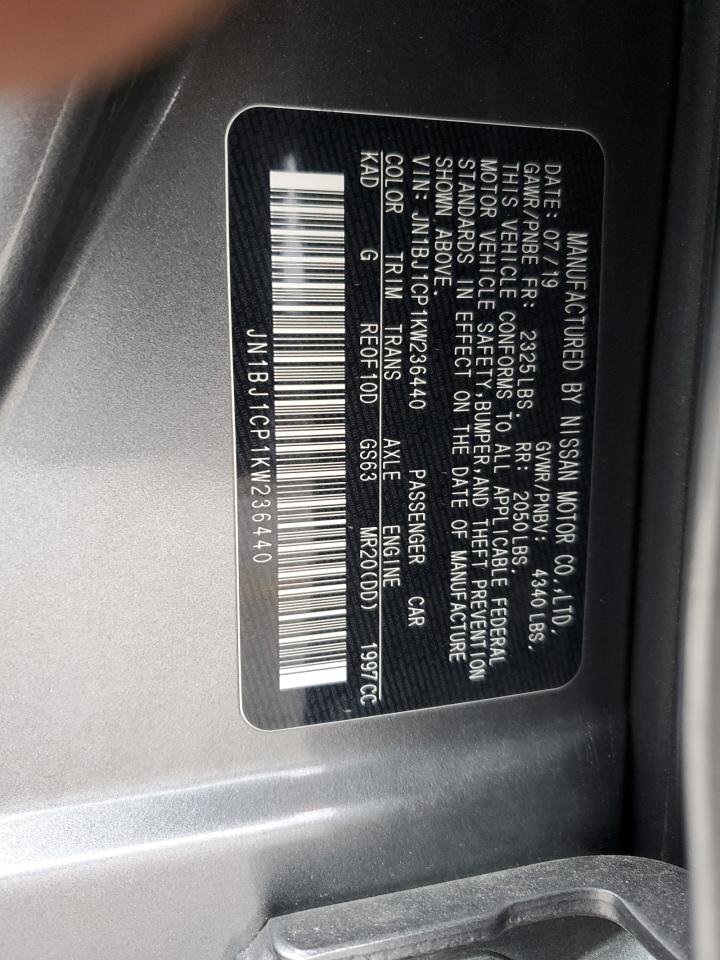 MANUFACTURED BY NISSAN MOTOR CO.,LTD.
DATE: 07/19 GVWR/PNBV: 4340LBS.
GAWR/PNBE FR: 2325LBS. RR: 2050LBS.
THIS VEHICLE CONFORMS TO ALL APPLICABLE FEDERAL
MOTOR VEHICLE SAFETY,BUMPER,AND THEFT PREVENTION
STANDARDS IN EFFECT ON THE DATE OF MANUFACTURE
SHOWN ABOVE.
VIN: JN1BJ1CP1KW236440 PASSENGER CAR
COLOR TRIM TRANS AXLE ENGINE
KAD G RE0F10D GS63 MR20(DD) 1997CC
JN1BJ1CP1KW236440